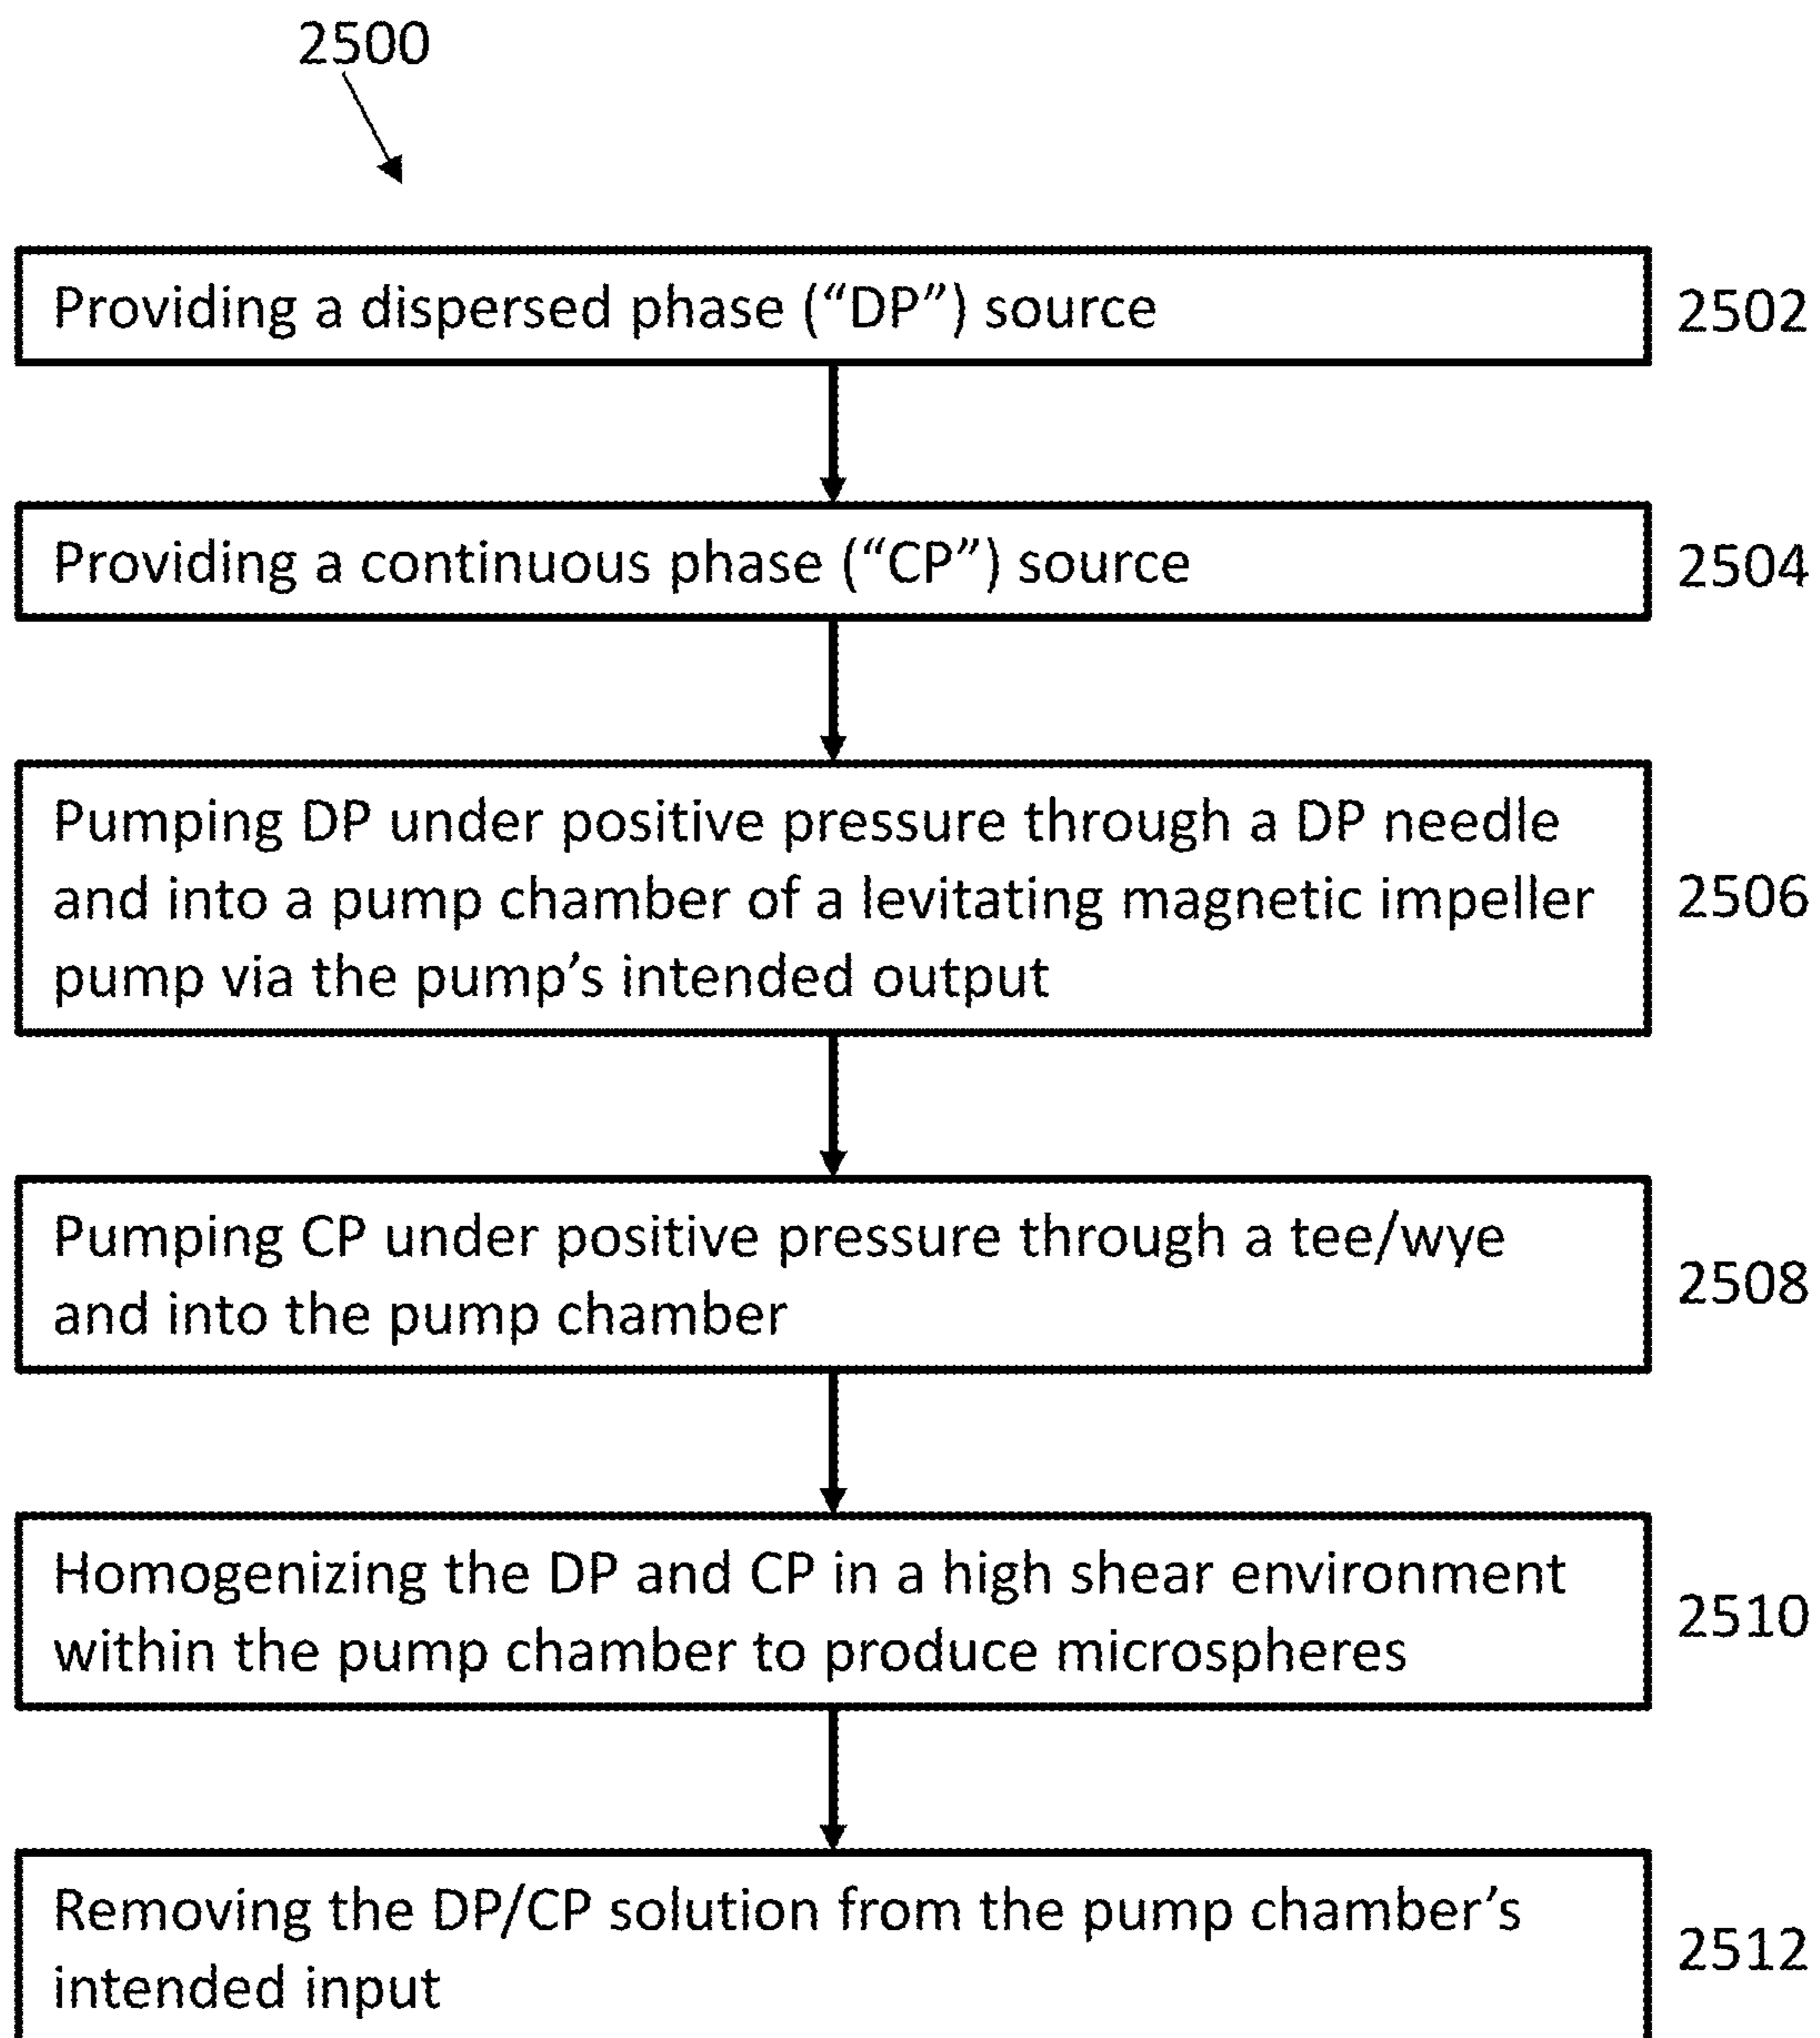 2500
Providing a dispersed phase (“DP”) source
2502
Providing a continuous phase (“CP”) source
2504
Pumping DP under positive pressure through a DP needle
and into a pump chamber of a levitating magnetic impeller
pump via the pump’s intended output
2506
Pumping CP under positive pressure through a tee/wye
and into the pump chamber
2508
Homogenizing the DP and CP in a high shear environment
within the pump chamber to produce microspheres
2510
Removing the DP/CP solution from the pump chamber’s
intended input
2512